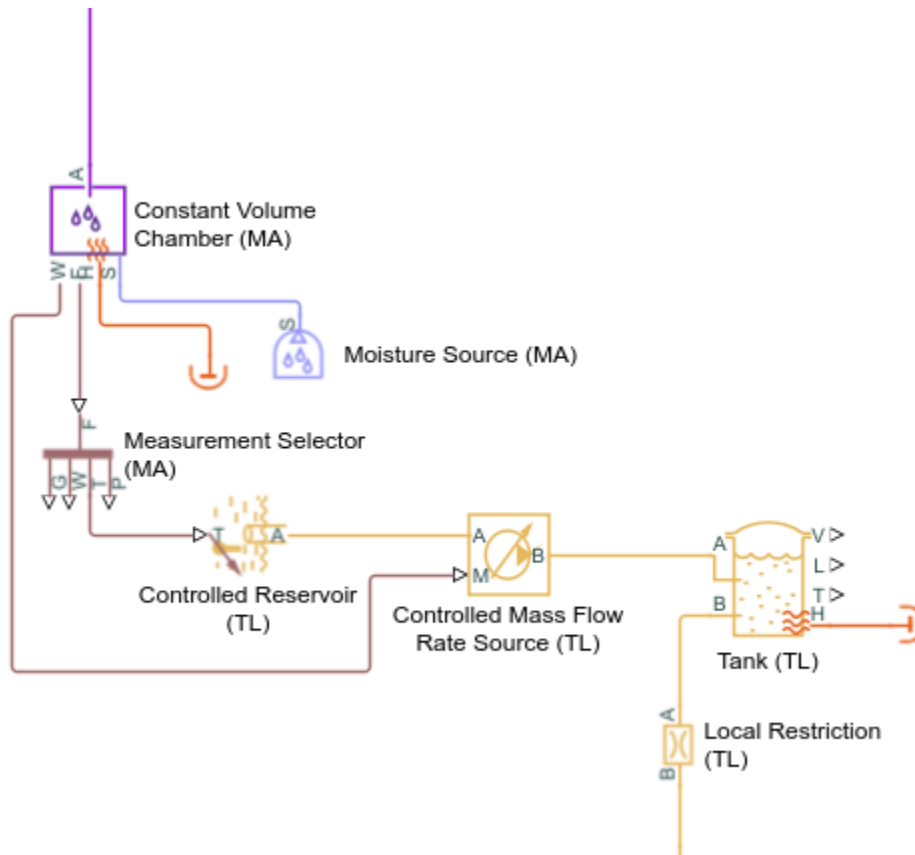 A
Constant Volume
Chamber (MA)
W
E
H
S
S
Moisture Source (MA)
F
Measurement Selector
(MA)
G
W
T
P
T
A
Controlled Reservoir
(TL)
A
M
B
Controlled Mass Flow
Rate Source (TL)
A
B
V
L
T
H
Tank (TL)
A
Local Restriction
(TL)
B